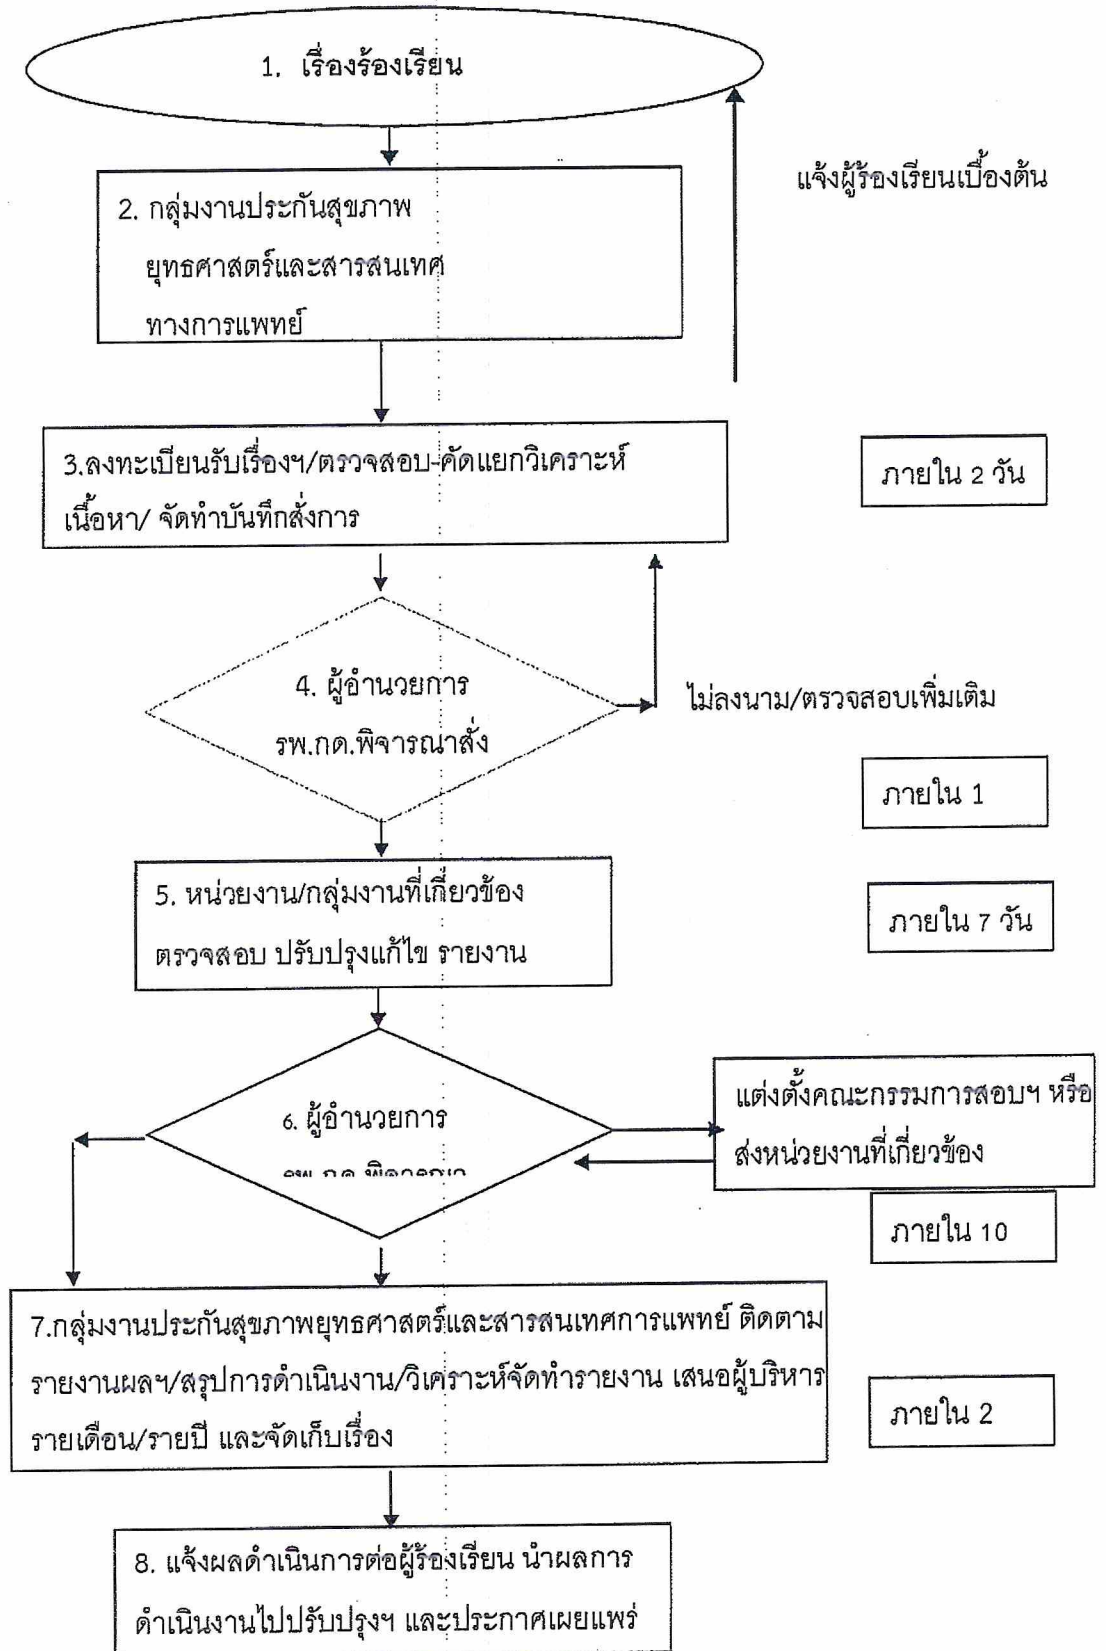 1. เรื่องร้องเรียน
แจ้งผู้ร้องเรียนเบื้องต้น
2. กลุ่มงานประกันสุขภาพ
ยุทธศาสตร์และสารสนเทศ
ทางการแพทย์
3.ลงทะเบียนรับเรื่องฯ/ตรวจสอบ-คัดแยกวิเคราะห์
เนื้อหา/ จัดทำบันทึกสั่งการ
ภายใน 2 วัน
4. ผู้อำนวยการ
รพ.กด.พิจารณาสั่ง
ไม่ลงนาม/ตรวจสอบเพิ่มเติม
ภายใน 1
5. หน่วยงาน/กลุ่มงานที่เกี่ยวข้อง
ตรวจสอบ ปรับปรุงแก้ไข รายงาน
ภายใน 7 วัน
6. ผู้อำนวยการ
รพ.กด.พิจารณา
แต่งตั้งคณะกรรมการสอบฯ หรือ
ส่งหน่วยงานที่เกี่ยวข้อง
ภายใน 10
7.กลุ่มงานประกันสุขภาพยุทธศาสตร์และสารสนเทศการแพทย์ ติดตาม
รายงานผลฯ/สรุปการดำเนินงาน/วิเคราะห์จัดทำรายงาน เสนอผู้บริหาร
รายเดือน/รายปี และจัดเก็บเรื่อง
ภายใน 2
8. แจ้งผลดำเนินการต่อผู้ร้องเรียน นำผลการ
ดำเนินงานไปปรับปรุงฯ และประกาศเผยแพร่